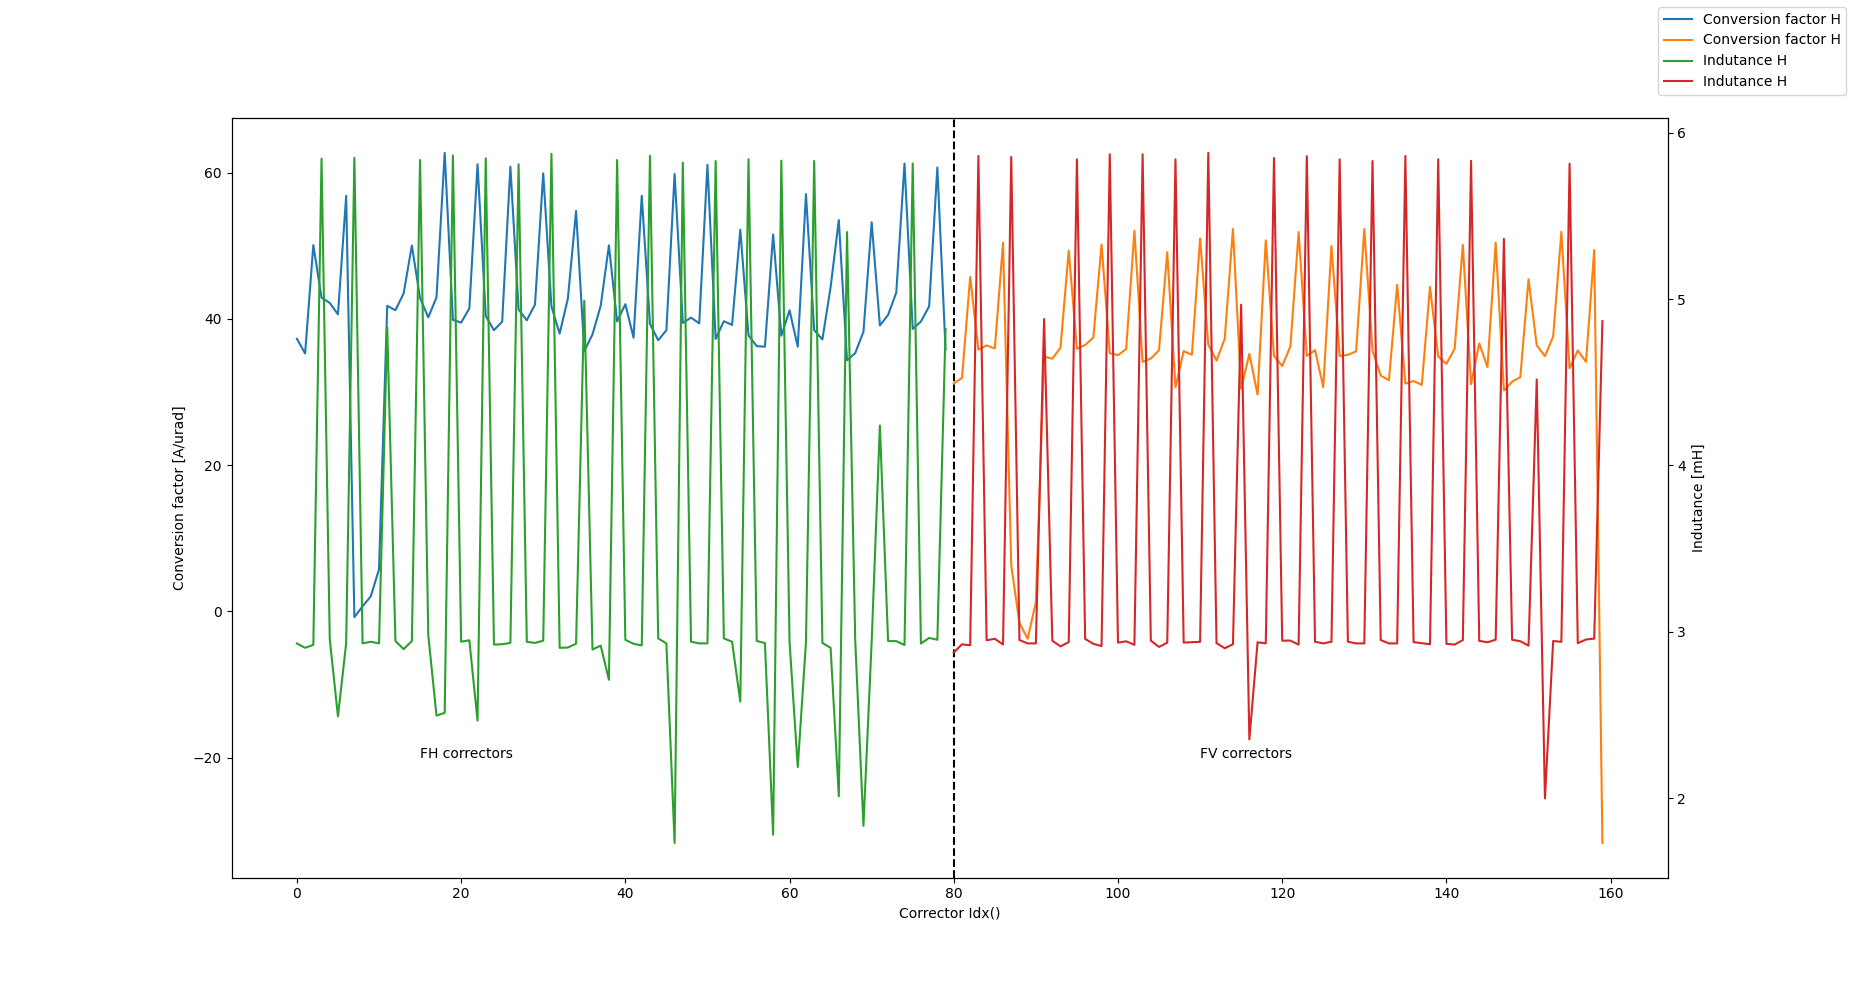 Conversion factor H
Conversion factor H
Indutance H
Indutance H
60
40
20
0
−20
Conversion factor [A/urad]
6
5
4
3
2
Indutance [mH]
FH correctors
FV correctors
0
20
40
60
80
100
120
140
160
Corrector Idx()